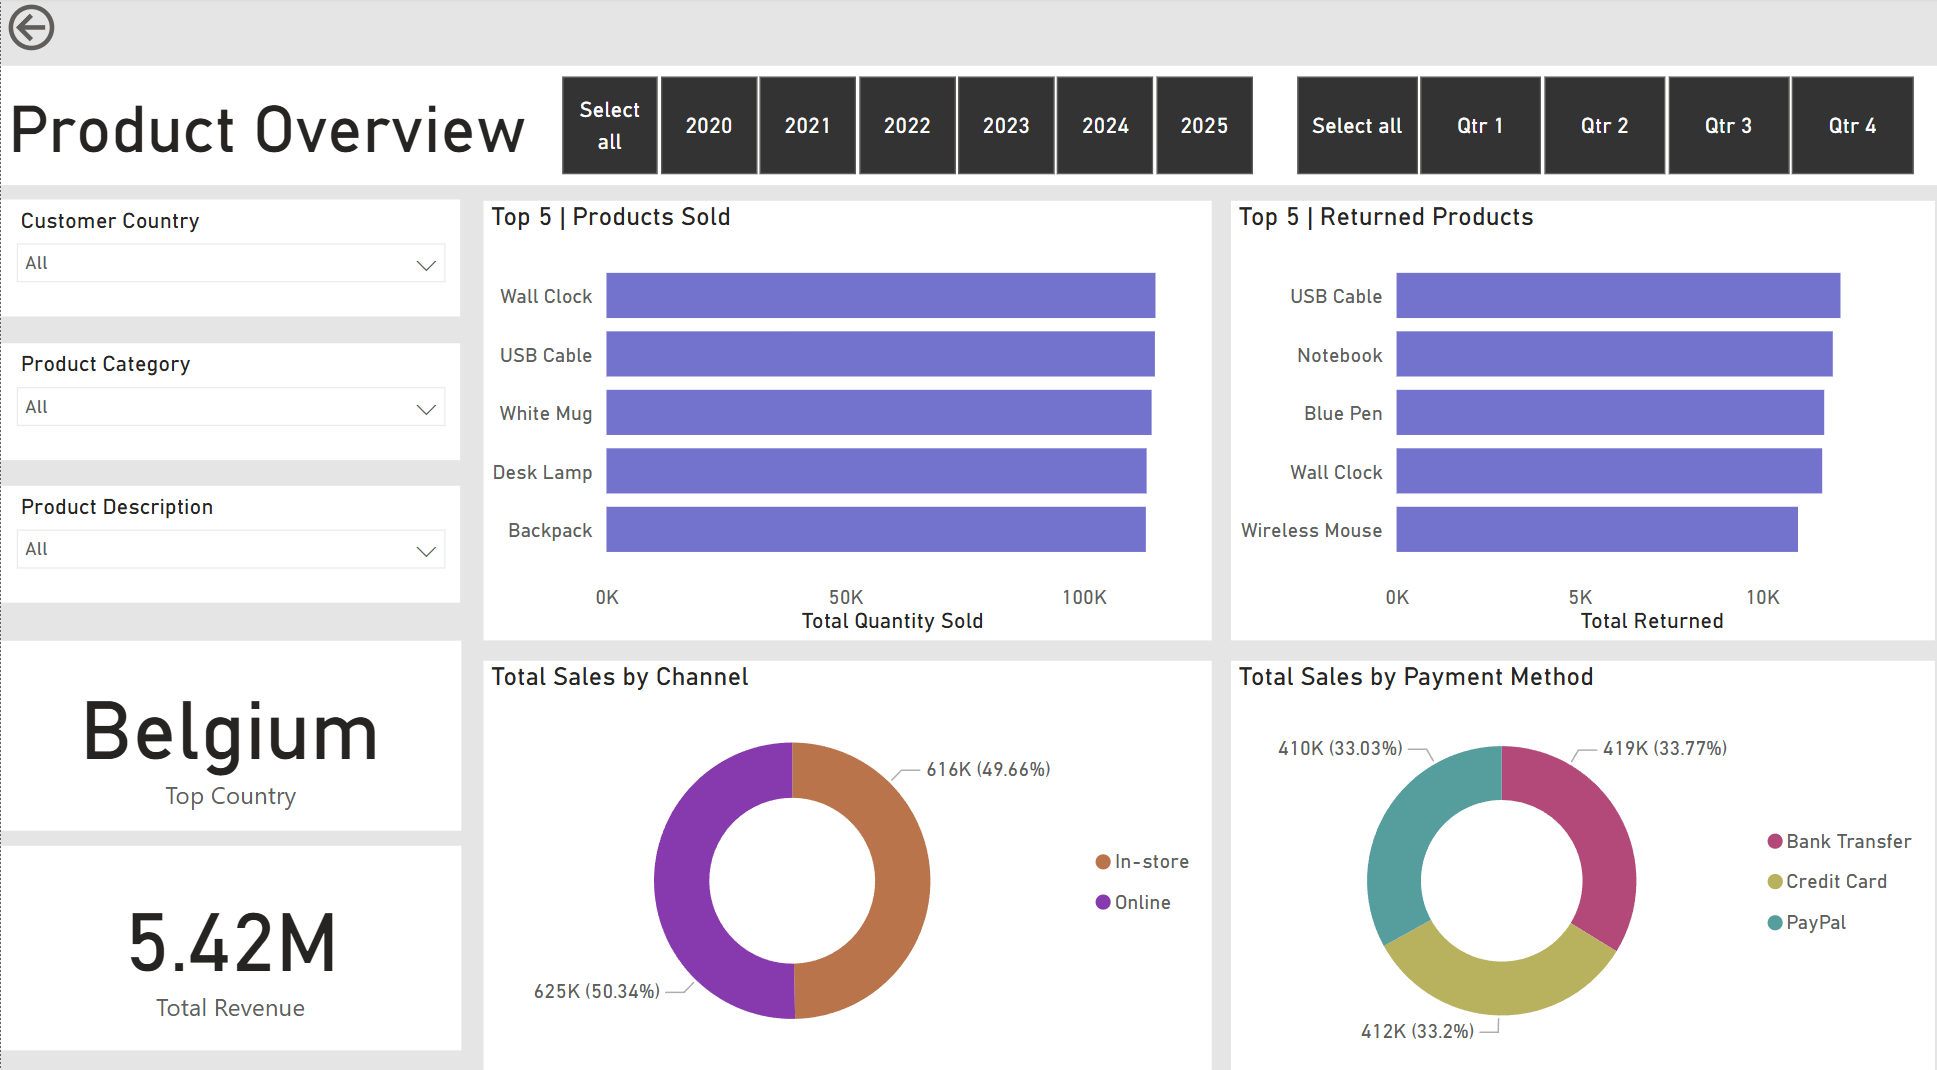 Product Overview
Select
all
2020
2021
2022
2023
2024
2025
Select all
Qtr 1
Qtr 2
Qtr 3
Qtr 4
Customer Country
All
Product Category
All
Product Description
All
Belgium
Top Country
5.42M
Total Revenue
Top 5 | Products Sold
Wall Clock
USB Cable
White Mug
Desk Lamp
Backpack
0K
50K
100K
Total Quantity Sold
Top 5 | Returned Products
USB Cable
Notebook
Blue Pen
Wall Clock
Wireless Mouse
0K
5K
10K
Total Returned
Total Sales by Channel
616K (49.66%)
625K (50.34%)
In-store
Online
Total Sales by Payment Method
410K (33.03%)
419K (33.77%)
412K (33.2%)
Bank Transfer
Credit Card
PayPal